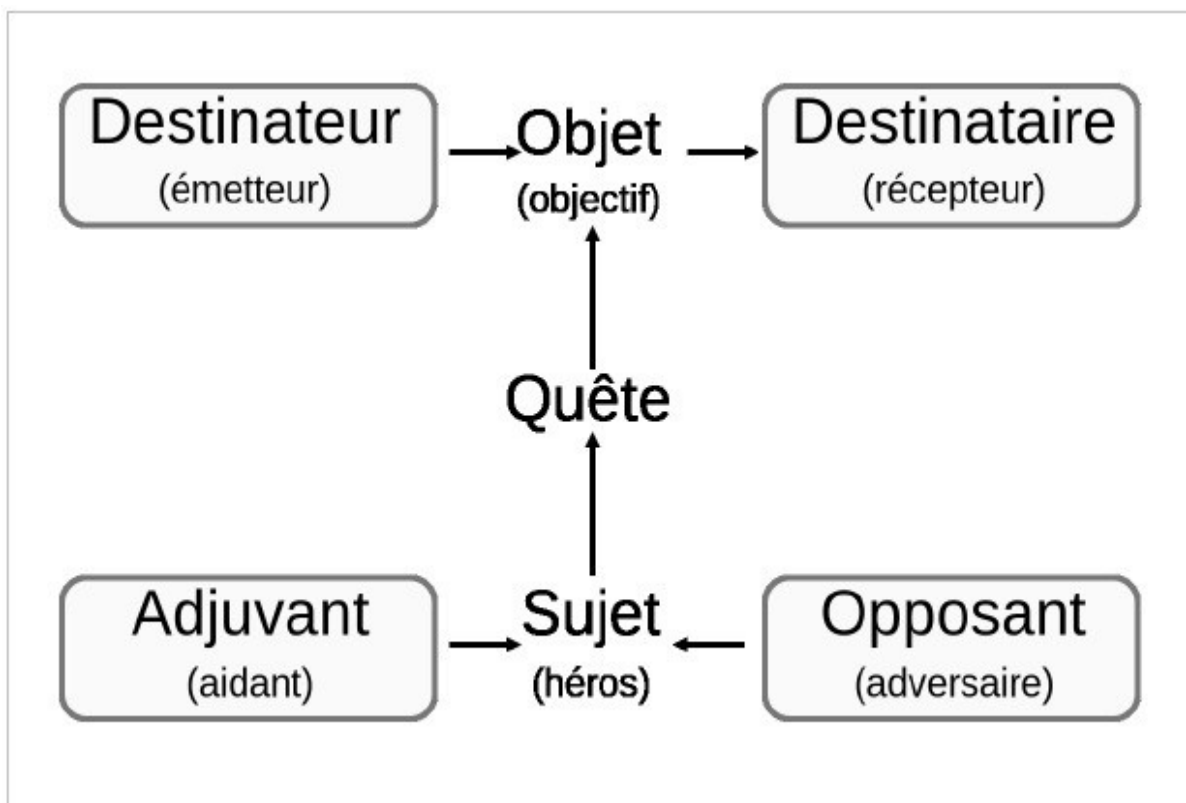 Destinateur
(émetteur)
Objet
(objectif)
Destinataire
(récepteur)
Quête
Adjuvant
(aidant)
Sujet
(héros)
Opposant
(adversaire)